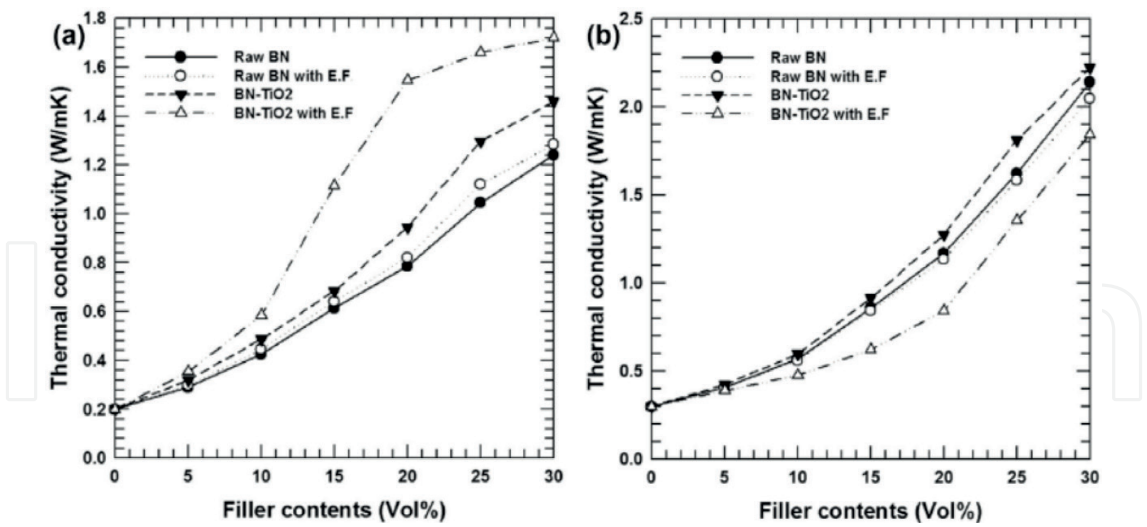 (a)
Raw BN
Raw BN with E.F
BN-TiO2
BN-TiO2 with E.F
Thermal conductivity (W/mK)
1.8
1.6
1.4
1.2
1.0
0.8
0.6
0.4
0.2
0.0
0 5 10 15 20 25 30
Filler contents (Vol%)
(b)
Raw BN
Raw BN with E.F
BN-TiO2
BN-TiO2 with E.F
Thermal conductivity (W/mK)
2.5
2.0
1.5
1.0
0.5
0.0
0 5 10 15 20 25 30
Filler contents (Vol%)